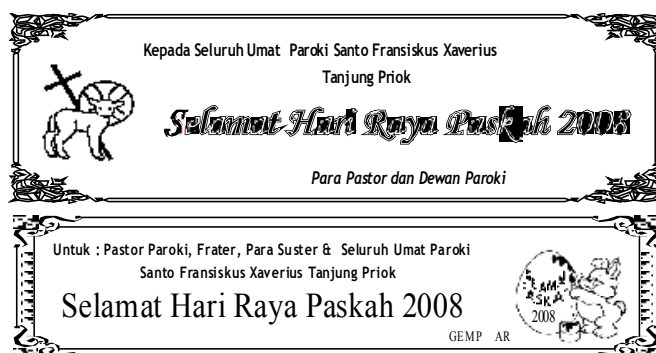 Kepada Seluruh Umat Paroki Santo Fransiskus Xaverius
Tanjung Priok
Selamat Hari Raya Paskah 2008
Para Pastor dan Dewan Paroki
Untuk : Pastor Paroki, Frater, Para Suster & Seluruh Umat Paroki
Santo Fransiskus Xaverius Tanjung Priok
Selamat Hari Raya Paskah 2008
2008
GEMP AR